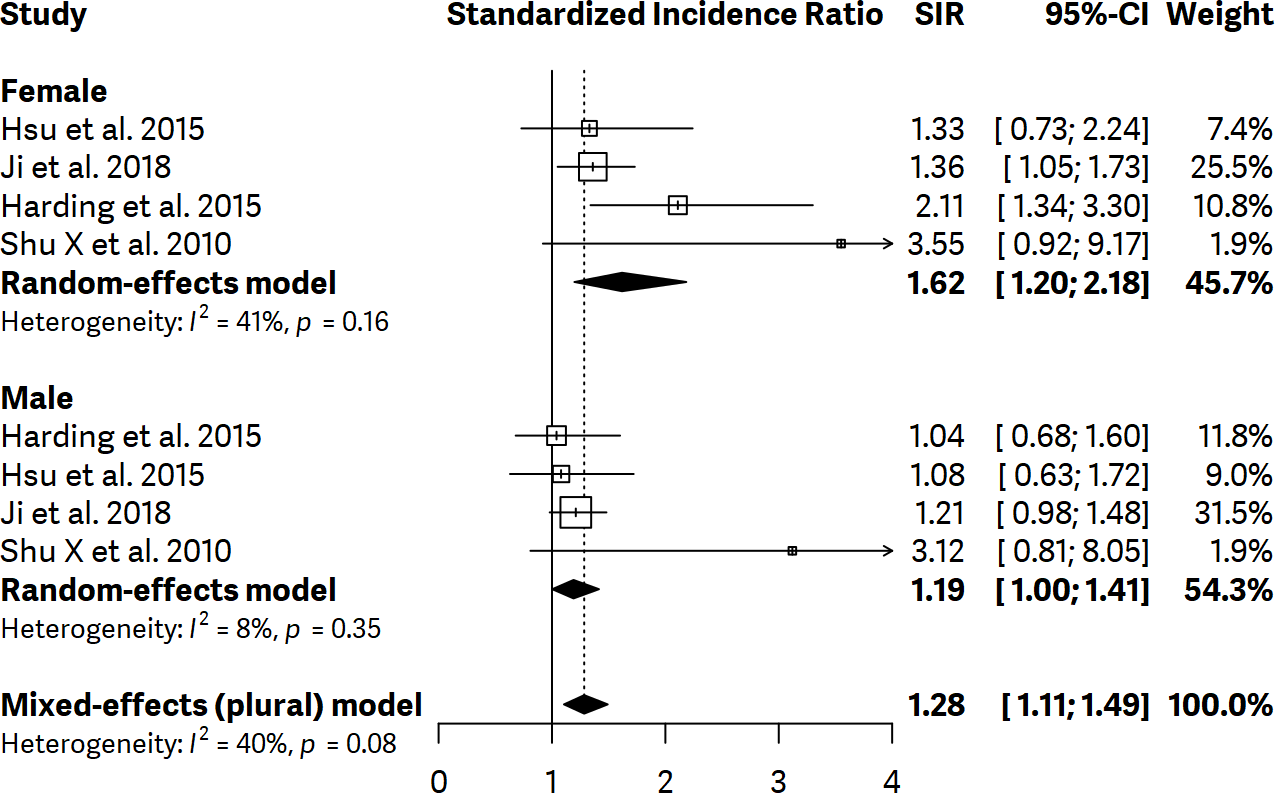 Study Standardized Incidence Ratio SIR 95%-CI Weight
Female
Hsu et al. 2015 1.33 [ 0.73; 2.24] 7.4%
Ji et al. 2018 1.36 [ 1.05; 1.73] 25.5%
Harding et al. 2015 2.11 [ 1.34; 3.30] 10.8%
Shu X et al. 2010 3.55 [ 0.92; 9.17] 1.9%
Random-effects model 1.62 [ 1.20; 2.18] 45.7%
Heterogeneity: I² = 41%, p = 0.16
Male
Harding et al. 2015 1.04 [ 0.68; 1.60] 11.8%
Hsu et al. 2015 1.08 [ 0.63; 1.72] 9.0%
Ji et al. 2018 1.21 [ 0.98; 1.48] 31.5%
Shu X et al. 2010 3.12 [ 0.81; 8.05] 1.9%
Random-effects model 1.19 [ 1.00; 1.41] 54.3%
Heterogeneity: I² = 8%, p = 0.35
Mixed-effects (plural) model 1.28 [ 1.11; 1.49] 100.0%
Heterogeneity: I² = 40%, p = 0.08
0 1 2 3 4